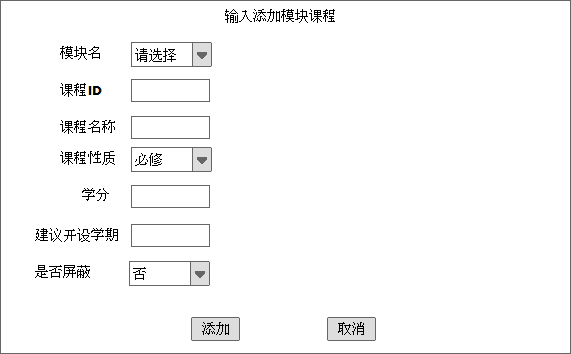 输入添加模块课程
模块名 请选择
课程ID
课程名称
课程性质 必修
学分
建议开设学期
是否屏蔽 否
添加 取消